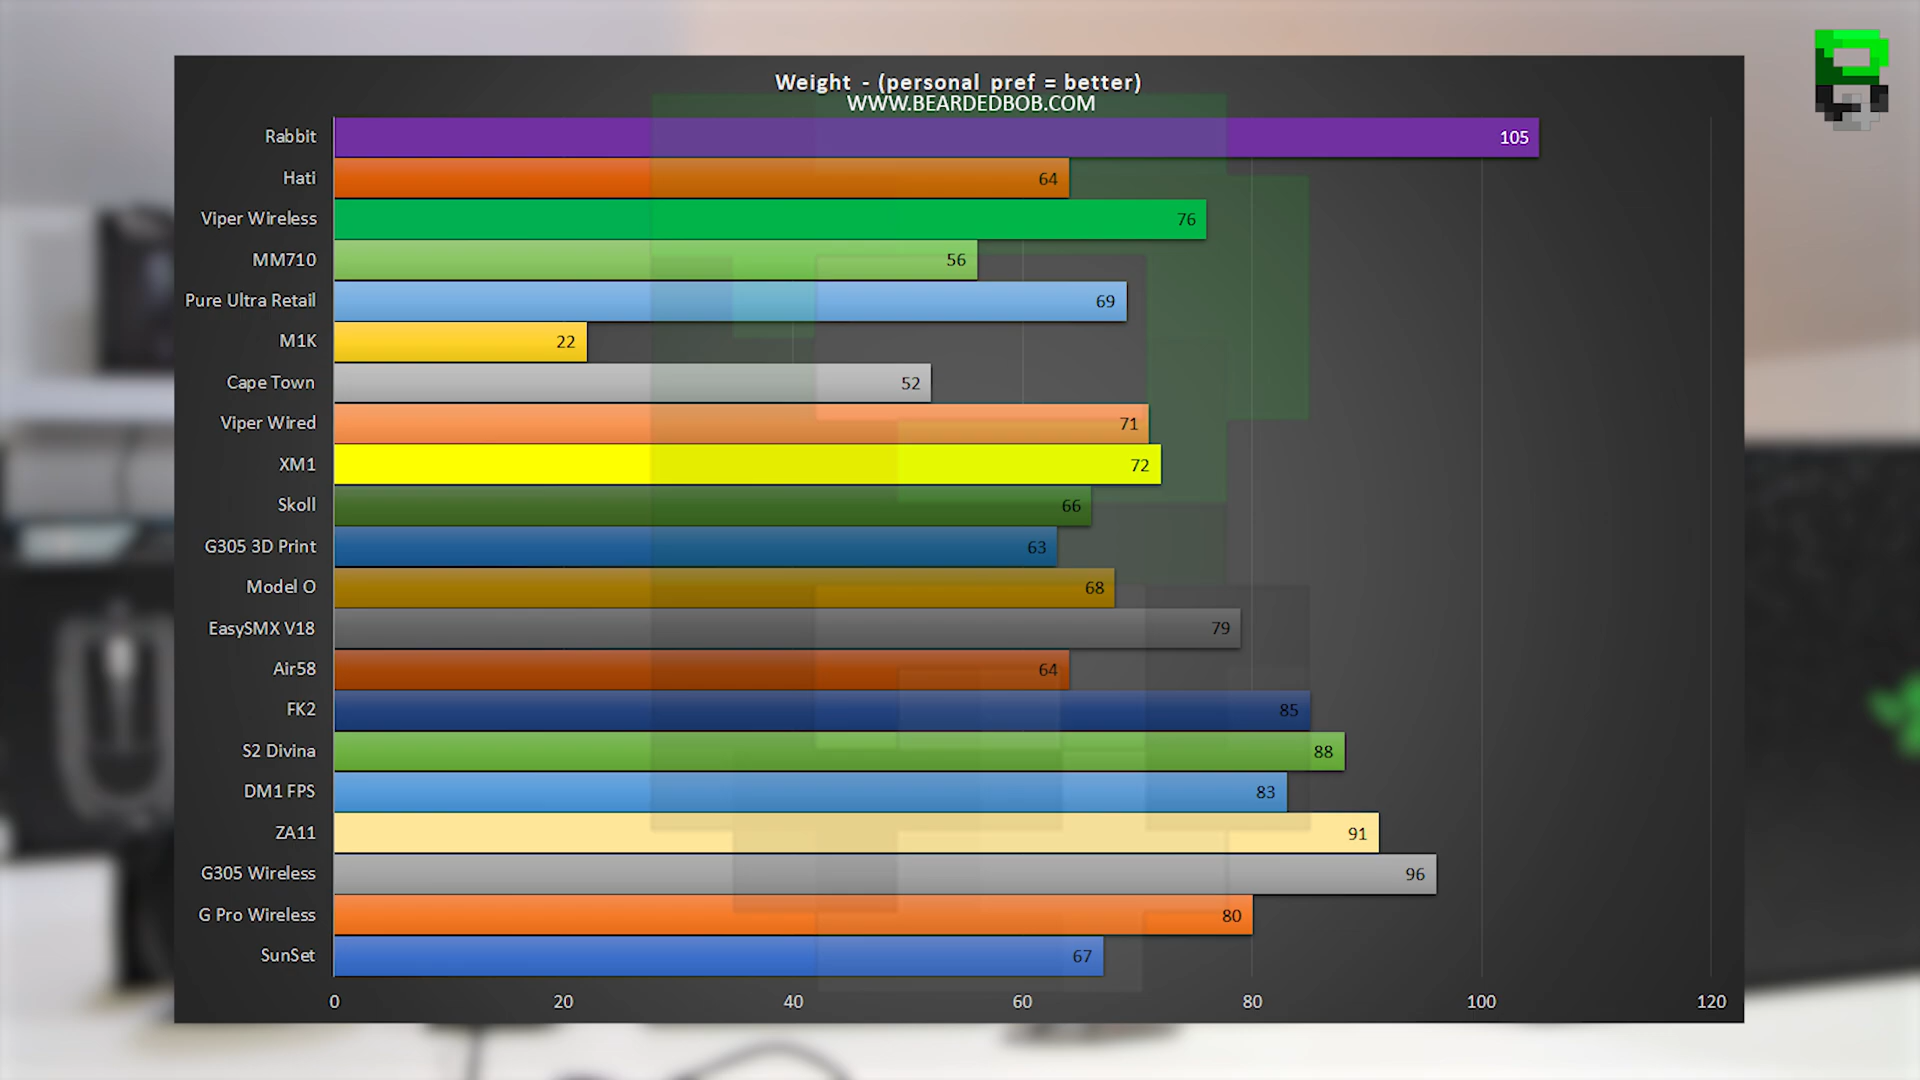 Weight - (personal pref = better)
WWW.BEARDEDBOB.COM
Rabbit 105
Hati 64
Viper Wireless 76
MM710 56
Pure Ultra Retail 69
M1K 22
Cape Town 52
Viper Wired 71
XM1 72
Skoll 66
G305 3D Print 63
Model O 68
EasySMX V18 79
Air58 64
FK2 85
S2 Divina 88
DM1 FPS 83
ZA11 91
G305 Wireless 96
G Pro Wireless 80
SunSet 67
0 20 40 60 80 100 120